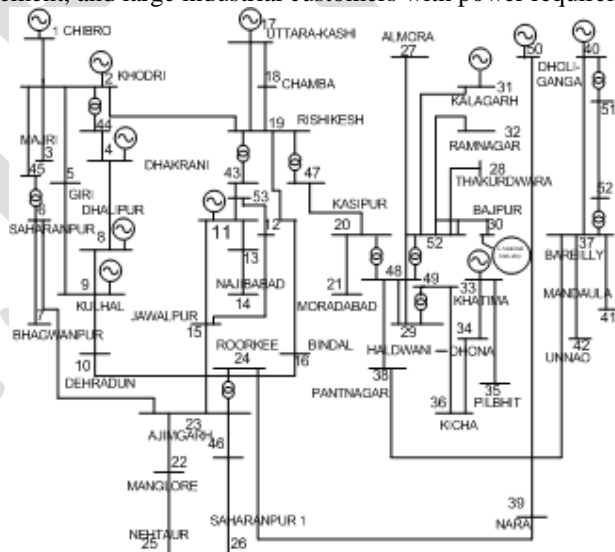 ement, and large industrial customers with power requirem
1 CHIBRO
17
UTTARA-KASHI
ALMORA
27
50
40
DHOLI-
GANGA
2
KHODRI
18
CHAMBA
31
KALAGARH
51
44
19
RISHIKESH
32
RAMNAGAR
MAJRI
3
4
45
5
DHAKRANI
43
47
28
THAKURDWARA
GIRI
53
KASIPUR
BAJPUR
52
6
SAHARANPUR
DHALIPUR
8
11
12
20
52
30
37
BAREILLY
13
NAJIBABAD
48
49
33
KHATIMA
MANDAULA
9
KULHAL
14
21
MORADABAD
41
7
BHAGWANPUR
JAWALPUR
15
29
HALDWANI
DHONA
34
ROORKEE
24
BINDAL
16
42
UNNAO
10
DEHRADUN
38
PANTNAGAR
36
KICHA
35
PILBHIT
23
AJIMGARH
46
22
MANGLORE
39
NARA
NEHTAUR
25
SAHARANPUR 1
26